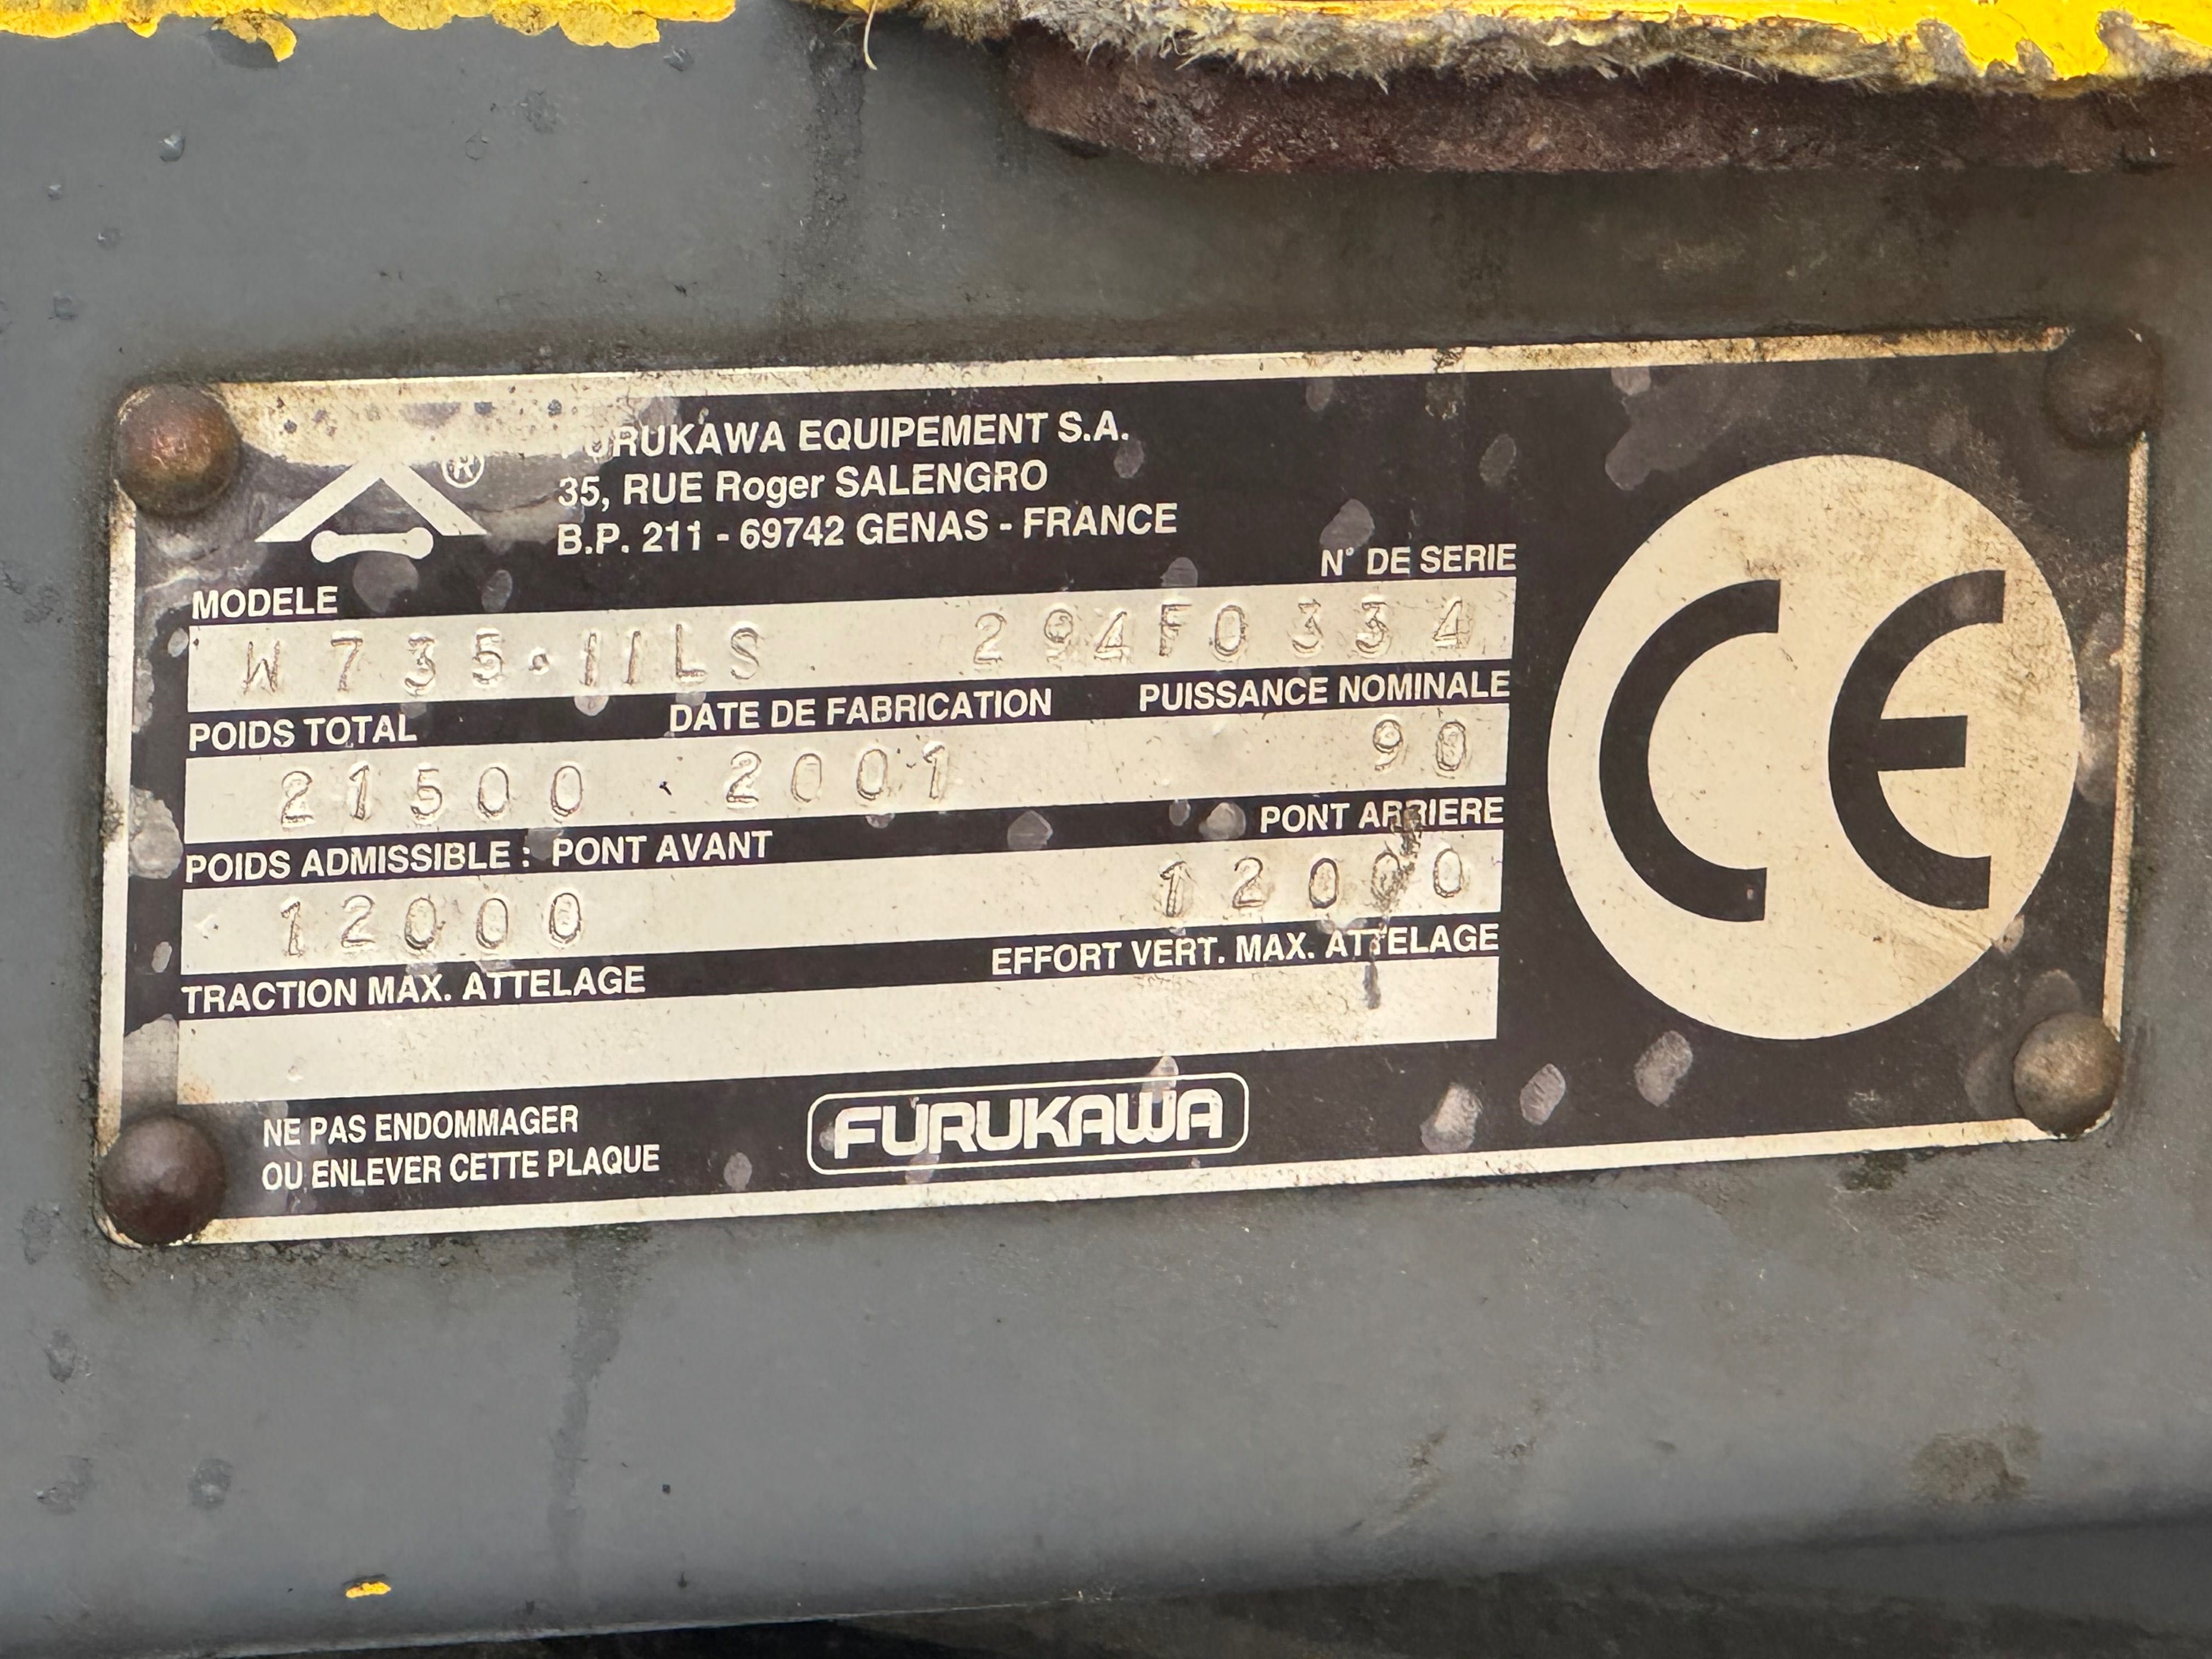 ®
FURUKAWA EQUIPEMENT S.A.
35, RUE Roger SALENGRO
B.P. 211 - 69742 GENAS - FRANCE
MODELE N° DE SERIE
W 735·IILS 294F0334
POIDS TOTAL DATE DE FABRICATION PUISSANCE NOMINALE
21500 2001 90
POIDS ADMISSIBLE : PONT AVANT PONT ARRIERE
12000 12000
TRACTION MAX. ATTELAGE EFFORT VERT. MAX. ATTELAGE
NE PAS ENDOMMAGER
OU ENLEVER CETTE PLAQUE
FURUKAWA
CE